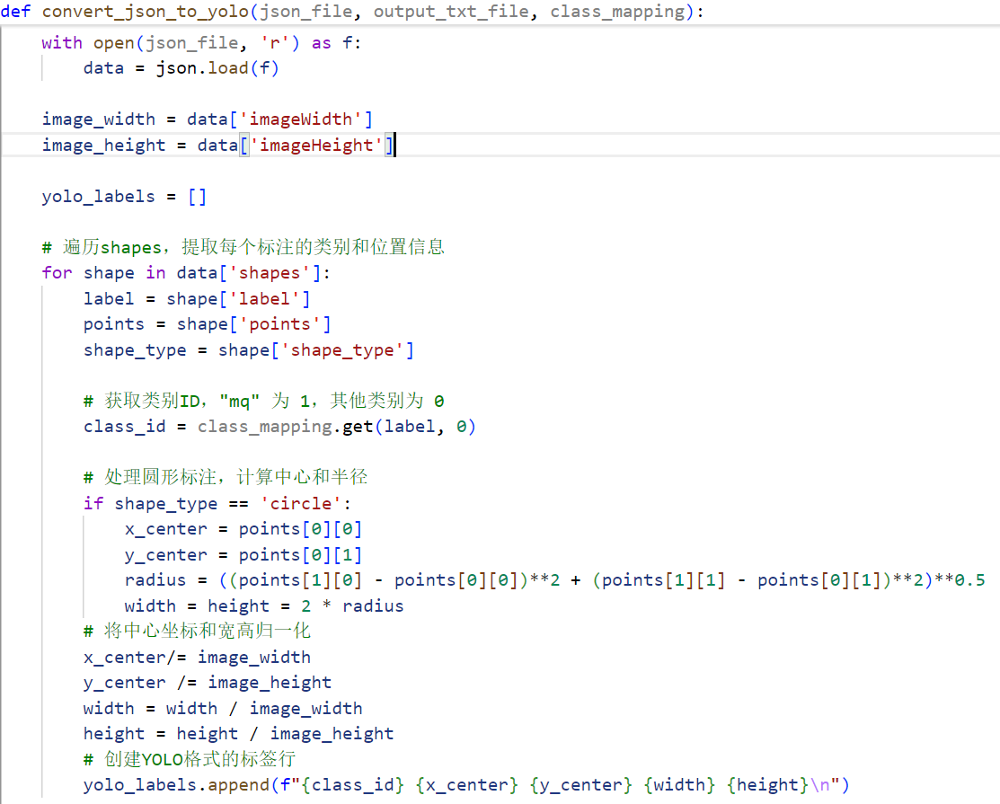 def convert_json_to_yolo(json_file, output_txt_file, class_mapping):
    with open(json_file, 'r') as f:
        data = json.load(f)
    image_width = data['imageWidth']
    image_height = data['imageHeight']
    yolo_labels = []
    # 遍历shapes，提取每个标注的类别和位置信息
    for shape in data['shapes']:
        label = shape['label']
        points = shape['points']
        shape_type = shape['shape_type']
        # 获取类别ID，"mq" 为 1，其他类别为 0
        class_id = class_mapping.get(label, 0)
        # 处理圆形标注，计算中心和半径
        if shape_type == 'circle':
            x_center = points[0][0]
            y_center = points[0][1]
            radius = ((points[1][0] - points[0][0])**2 + (points[1][1] - points[0][1])**2)**0.5
            width = height = 2 * radius
        # 将中心坐标和宽高归一化
        x_center/= image_width
        y_center /= image_height
        width = width / image_width
        height = height / image_height
        # 创建YOLO格式的标签行
        yolo_labels.append(f"{class_id} {x_center} {y_center} {width} {height}\n")